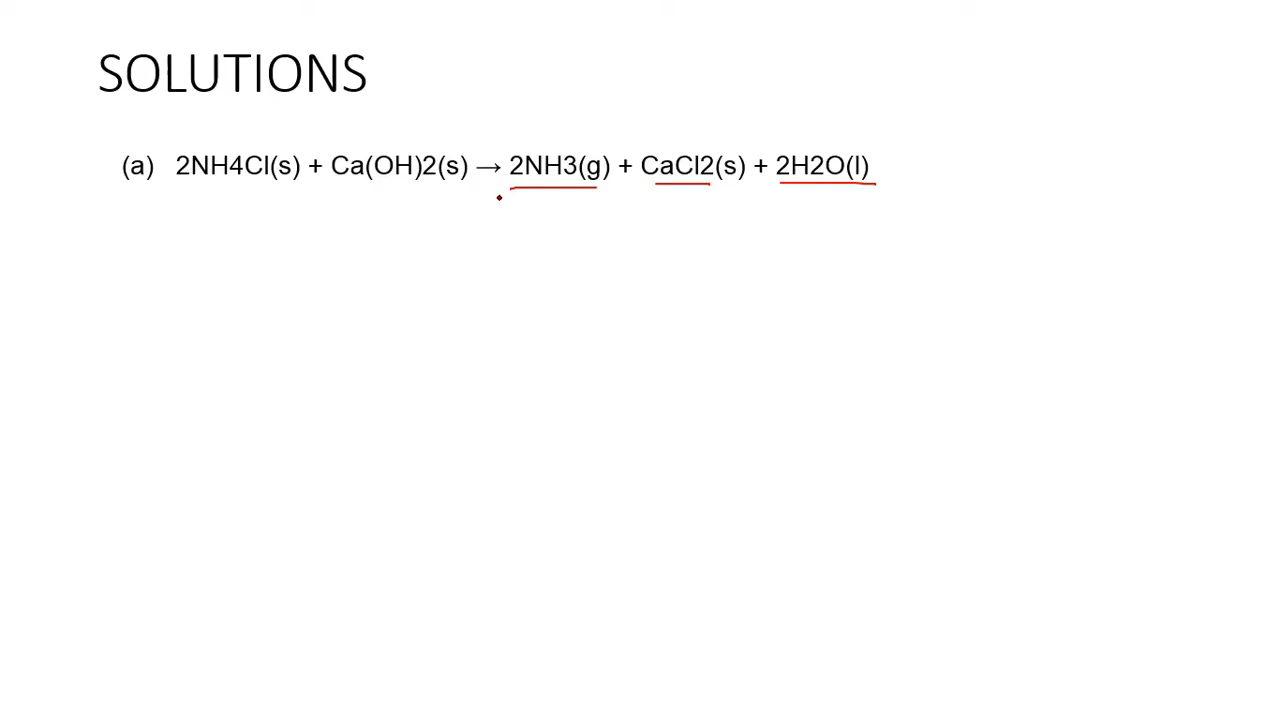 SOLUTIONS
(a) 2NH4Cl(s) + Ca(OH)2(s) → 2NH3(g) + CaCl2(s) + 2H2O(l)